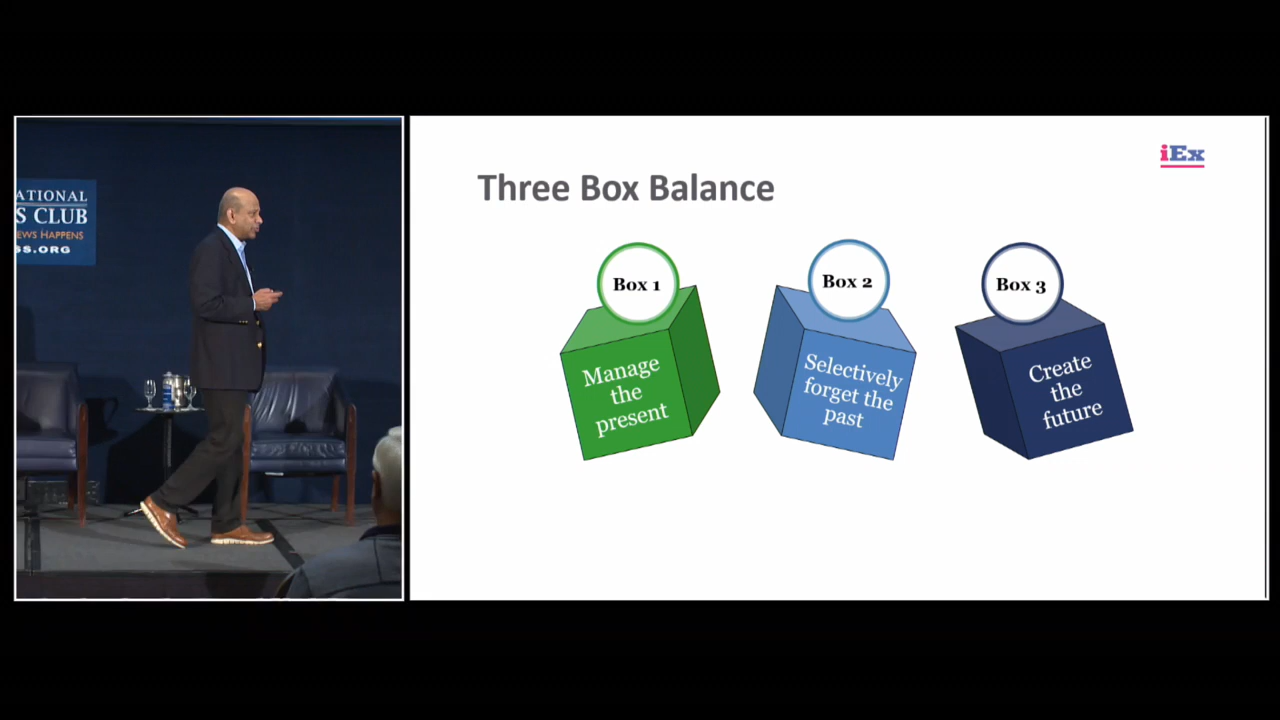 ATIONAL
S CLUB
EWS HAPPENS
SS.ORG
iEx
Three Box Balance
Box 1
Manage
the
present
Box 2
Selectively
forget the
past
Box 3
Create
the
future